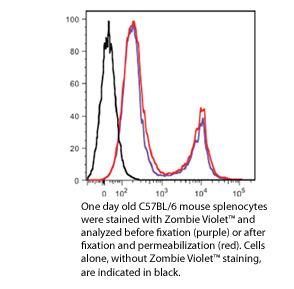 100
80
60
40
20
0
0 10² 10³ 10⁴ 10⁵
One day old C57BL/6 mouse splenocytes
were stained with Zombie Violet™ and
analyzed before fixation (purple) or after
fixation and permeabilization (red). Cells
alone, without Zombie Violet™ staining,
are indicated in black.